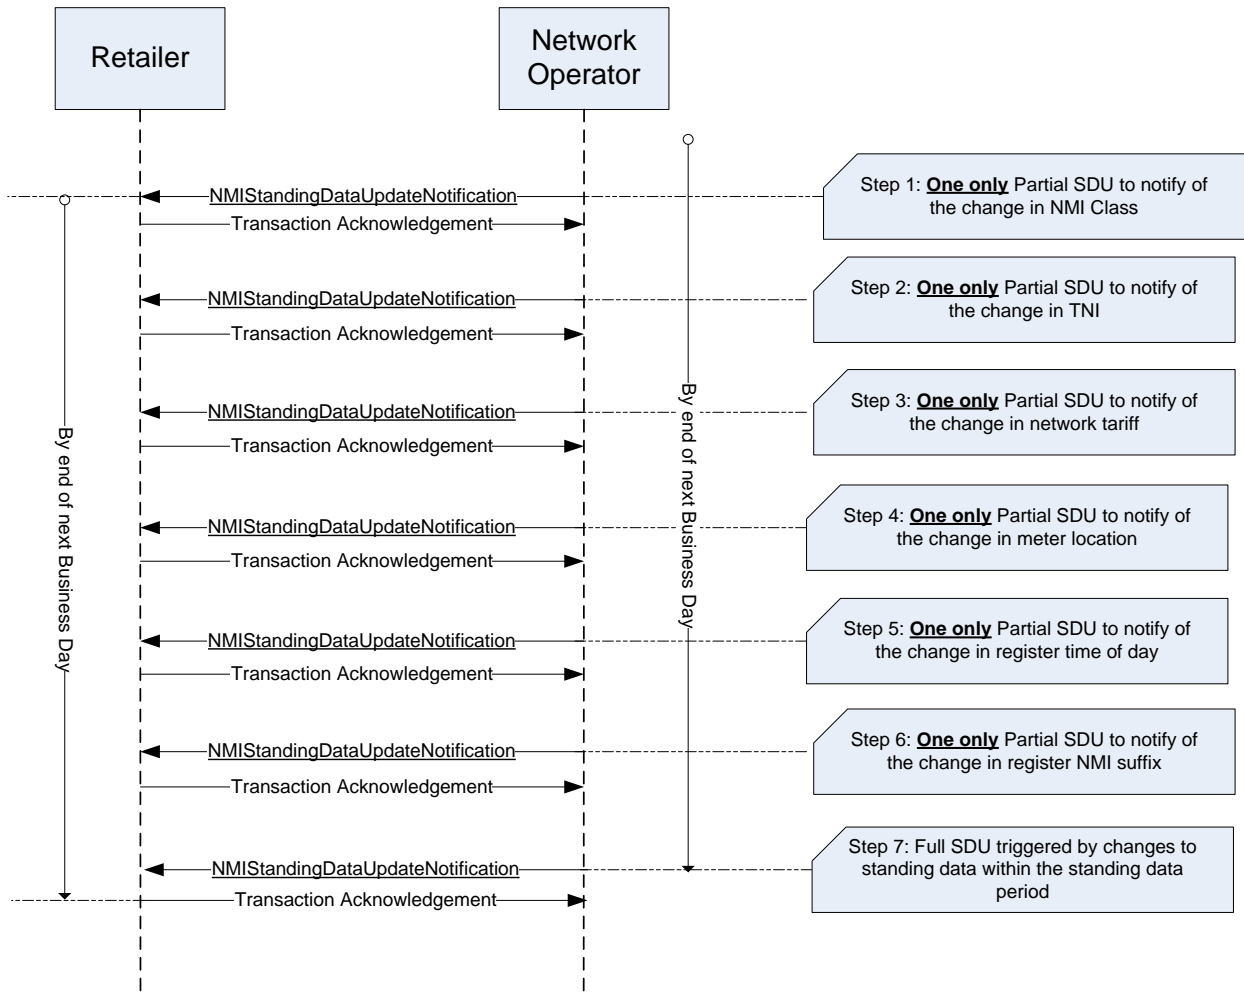 Retailer
Network
Operator
NMIStandingDataUpdateNotification
Step 1: One only Partial SDU to notify of
the change in NMI Class
Transaction Acknowledgement
NMIStandingDataUpdateNotification
Step 2: One only Partial SDU to notify of
the change in TNI
Transaction Acknowledgement
NMIStandingDataUpdateNotification
Step 3: One only Partial SDU to notify of
the change in network tariff
Transaction Acknowledgement
By end of next Business Day
By end of next Business Day
NMIStandingDataUpdateNotification
Step 4: One only Partial SDU to notify of
the change in meter location
Transaction Acknowledgement
NMIStandingDataUpdateNotification
Step 5: One only Partial SDU to notify of
the change in register time of day
Transaction Acknowledgement
NMIStandingDataUpdateNotification
Step 6: One only Partial SDU to notify of
the change in register NMI suffix
Transaction Acknowledgement
NMIStandingDataUpdateNotification
Step 7: Full SDU triggered by changes to
standing data within the standing data
period
Transaction Acknowledgement